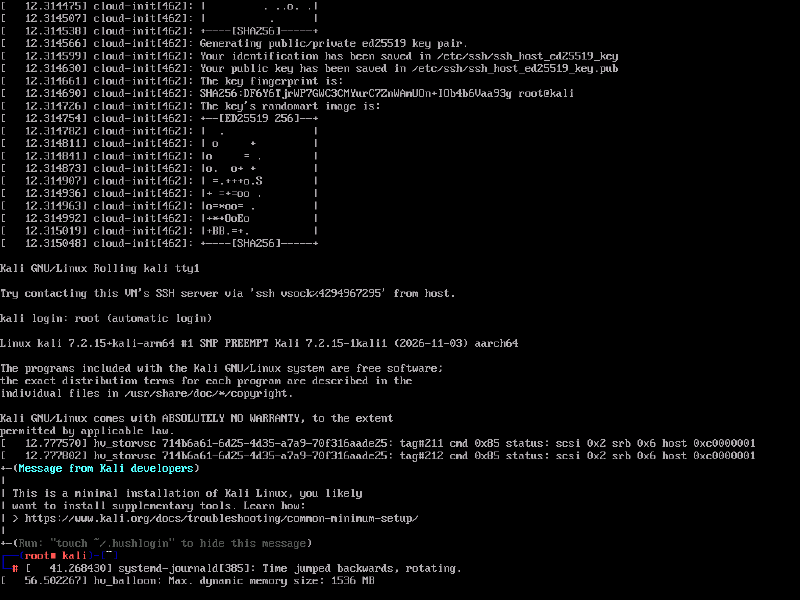 [   12.314475] cloud-init[462]: |        . ..o. .|
[   12.314507] cloud-init[462]: |         .       |
[   12.314538] cloud-init[462]: +----[SHA256]-----+
[   12.314566] cloud-init[462]: Generating public/private ed25519 key pair.
[   12.314599] cloud-init[462]: Your identification has been saved in /etc/ssh/ssh_host_ed25519_key
[   12.314630] cloud-init[462]: Your public key has been saved in /etc/ssh/ssh_host_ed25519_key.pub
[   12.314661] cloud-init[462]: The key fingerprint is:
[   12.314690] cloud-init[462]: SHA256:DF6Y6TjrWP7GWC3CMYurC7ZnWAmUOn+IOb4b6Vaa93g root@kali
[   12.314726] cloud-init[462]: The key's randomart image is:
[   12.314754] cloud-init[462]: +--[ED25519 256]--+
[   12.314782] cloud-init[462]: |  .              |
[   12.314811] cloud-init[462]: | o     +         |
[   12.314841] cloud-init[462]: |o     = .        |
[   12.314873] cloud-init[462]: |o.  o+ +         |
[   12.314907] cloud-init[462]: | =.+++o.S        |
[   12.314936] cloud-init[462]: |+ =+=oo .        |
[   12.314963] cloud-init[462]: |o=*oo= .         |
[   12.314992] cloud-init[462]: |+*+OoEo          |
[   12.315019] cloud-init[462]: |+BB.=+.          |
[   12.315048] cloud-init[462]: +----[SHA256]-----+
Kali GNU/Linux Rolling kali tty1
Try contacting this VM's SSH server via 'ssh vsock%4294967295' from host.
kali login: root (automatic login)
Linux kali 7.2.15+kali-arm64 #1 SMP PREEMPT Kali 7.2.15-1kali1 (2026-11-03) aarch64
The programs included with the Kali GNU/Linux system are free software;
the exact distribution terms for each program are described in the
individual files in /usr/share/doc/*/copyright.
Kali GNU/Linux comes with ABSOLUTELY NO WARRANTY, to the extent
permitted by applicable law.
[   12.777570] hv_storvsc 714b6a61-6d25-4d35-a7a9-70f316aade25: tag#211 cmd 0x85 status: scsi 0x2 srb 0x6 host 0xc0000001
[   12.777802] hv_storvsc 714b6a61-6d25-4d35-a7a9-70f316aade25: tag#212 cmd 0x85 status: scsi 0x2 srb 0x6 host 0xc0000001
+-(Message from Kali developers)
|
| This is a minimal installation of Kali Linux, you likely
| want to install supplementary tools. Learn how:
| > https://www.kali.org/docs/troubleshooting/common-minimum-setup/
|
+-(Run: "touch ~/.hushlogin" to hide this message)
┌──(root㉿kali)-[~]
└─# [   41.268430] systemd-journald[385]: Time jumped backwards, rotating.
[   56.502267] hv_balloon: Max. dynamic memory size: 1536 MB